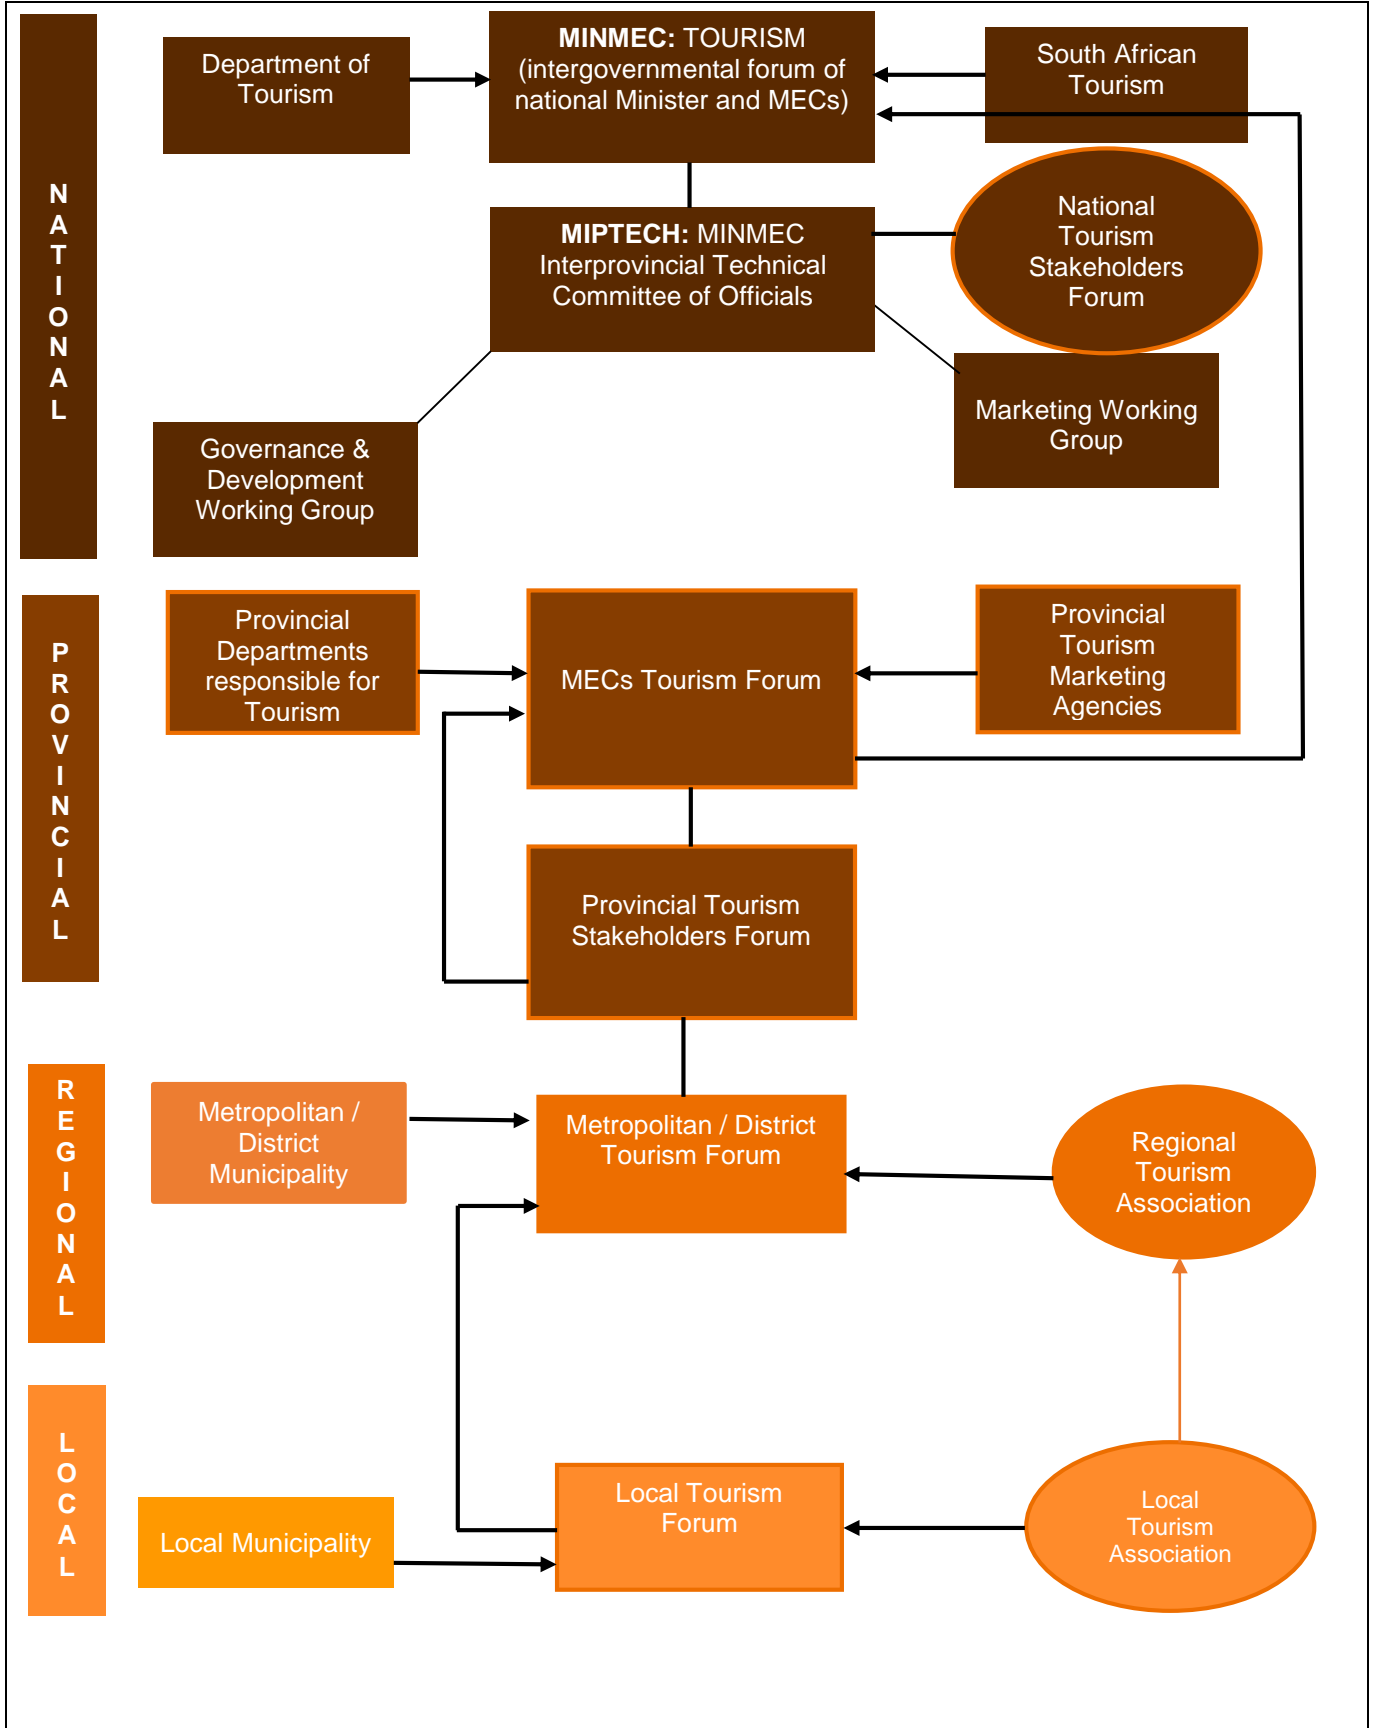 NATIONAL
Department of
Tourism
MINMEC: TOURISM
(intergovernmental forum of
national Minister and MECs)
South African
Tourism
MIPTECH: MINMEC
Interprovincial Technical
Committee of Officials
National
Tourism
Stakeholders
Forum
Governance &
Development
Working Group
Marketing Working
Group
PROVINCIAL
Provincial
Departments
responsible for
Tourism
MECs Tourism Forum
Provincial
Tourism
Marketing
Agencies
Provincial Tourism
Stakeholders Forum
REGIONAL
Metropolitan /
District
Municipality
Metropolitan / District
Tourism Forum
Regional
Tourism
Association
LOCAL
Local Municipality
Local Tourism
Forum
Local
Tourism
Association